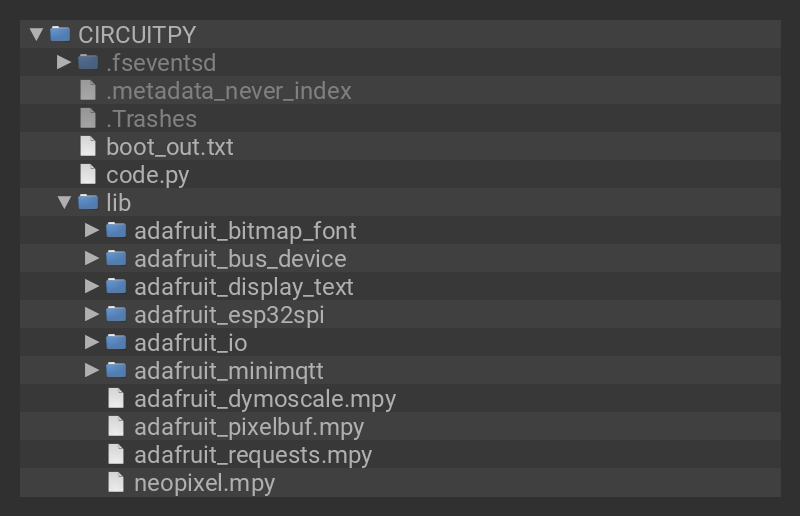 CIRCUITPY
.fseventsd
.metadata_never_index
.Trashes
boot_out.txt
code.py
lib
adafruit_bitmap_font
adafruit_bus_device
adafruit_display_text
adafruit_esp32spi
adafruit_io
adafruit_minimqtt
adafruit_dymoscale.mpy
adafruit_pixelbuf.mpy
adafruit_requests.mpy
neopixel.mpy